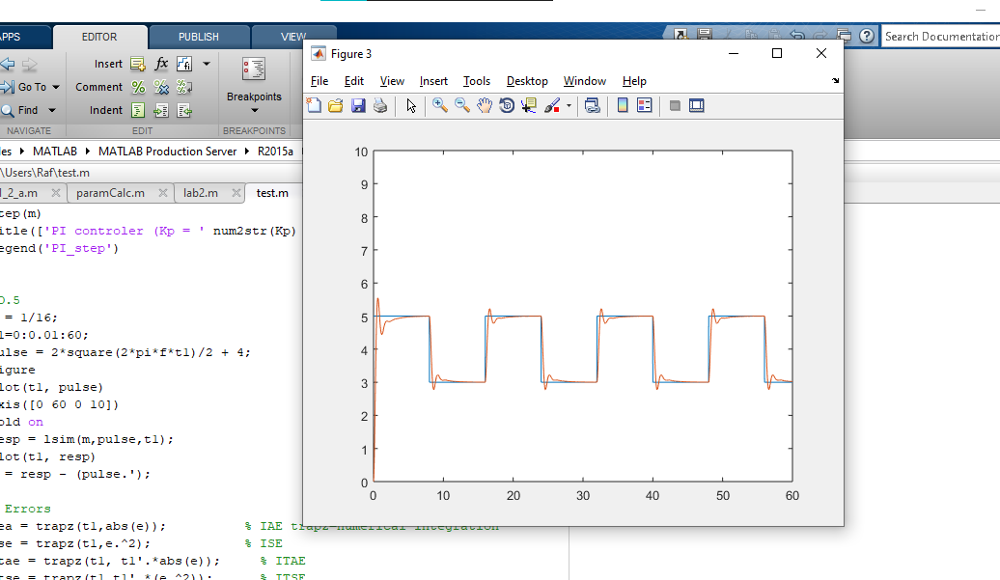 APPS EDITOR PUBLISH VIEW Search Documentation
Insert fx
Go To Comment %
Find Indent Breakpoints
NAVIGATE EDIT BREAKPOINTS
les ▸ MATLAB ▸ MATLAB Production Server ▸ R2015a
\Users\Raf\test.m
l_2_a.m paramCalc.m lab2.m test.m
tep(m)
itle(['PI controler (Kp = ' num2str(Kp)
egend('PI_step')
D.5
= 1/16;
1=0:0.01:60;
ulse = 2*square(2*pi*f*t1)/2 + 4;
igure
lot(t1, pulse)
xis([0 60 0 10])
old on
esp = lsim(m,pulse,t1);
lot(t1, resp)
= resp - (pulse.');
Errors
ea = trapz(t1,abs(e)); % IAE trapz-numerical integration
se = trapz(t1,e.^2); % ISE
tae = trapz(t1, t1'.*abs(e)); % ITAE
tse = trapz(t1,t1'.*(e.^2)); % ITSE
Figure 3
File Edit View Insert Tools Desktop Window Help
10
9
8
7
6
5
4
3
2
1
0
0 10 20 30 40 50 60